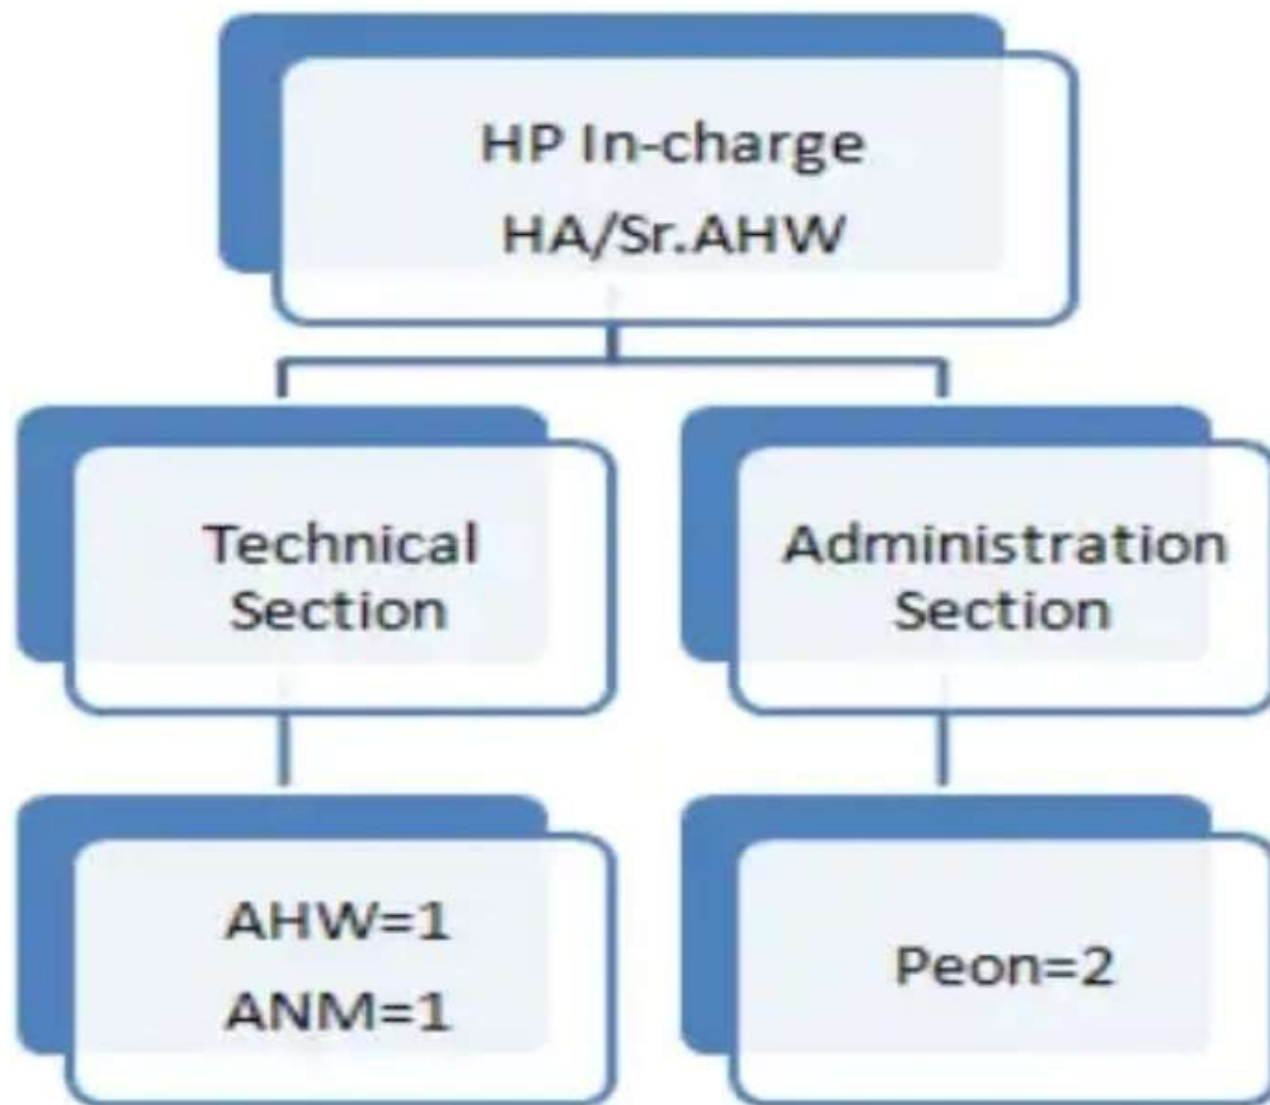 HP In-charge
HA/Sr.AHW
Technical
Section
Administration
Section
AHW=1
ANM=1
Peon=2